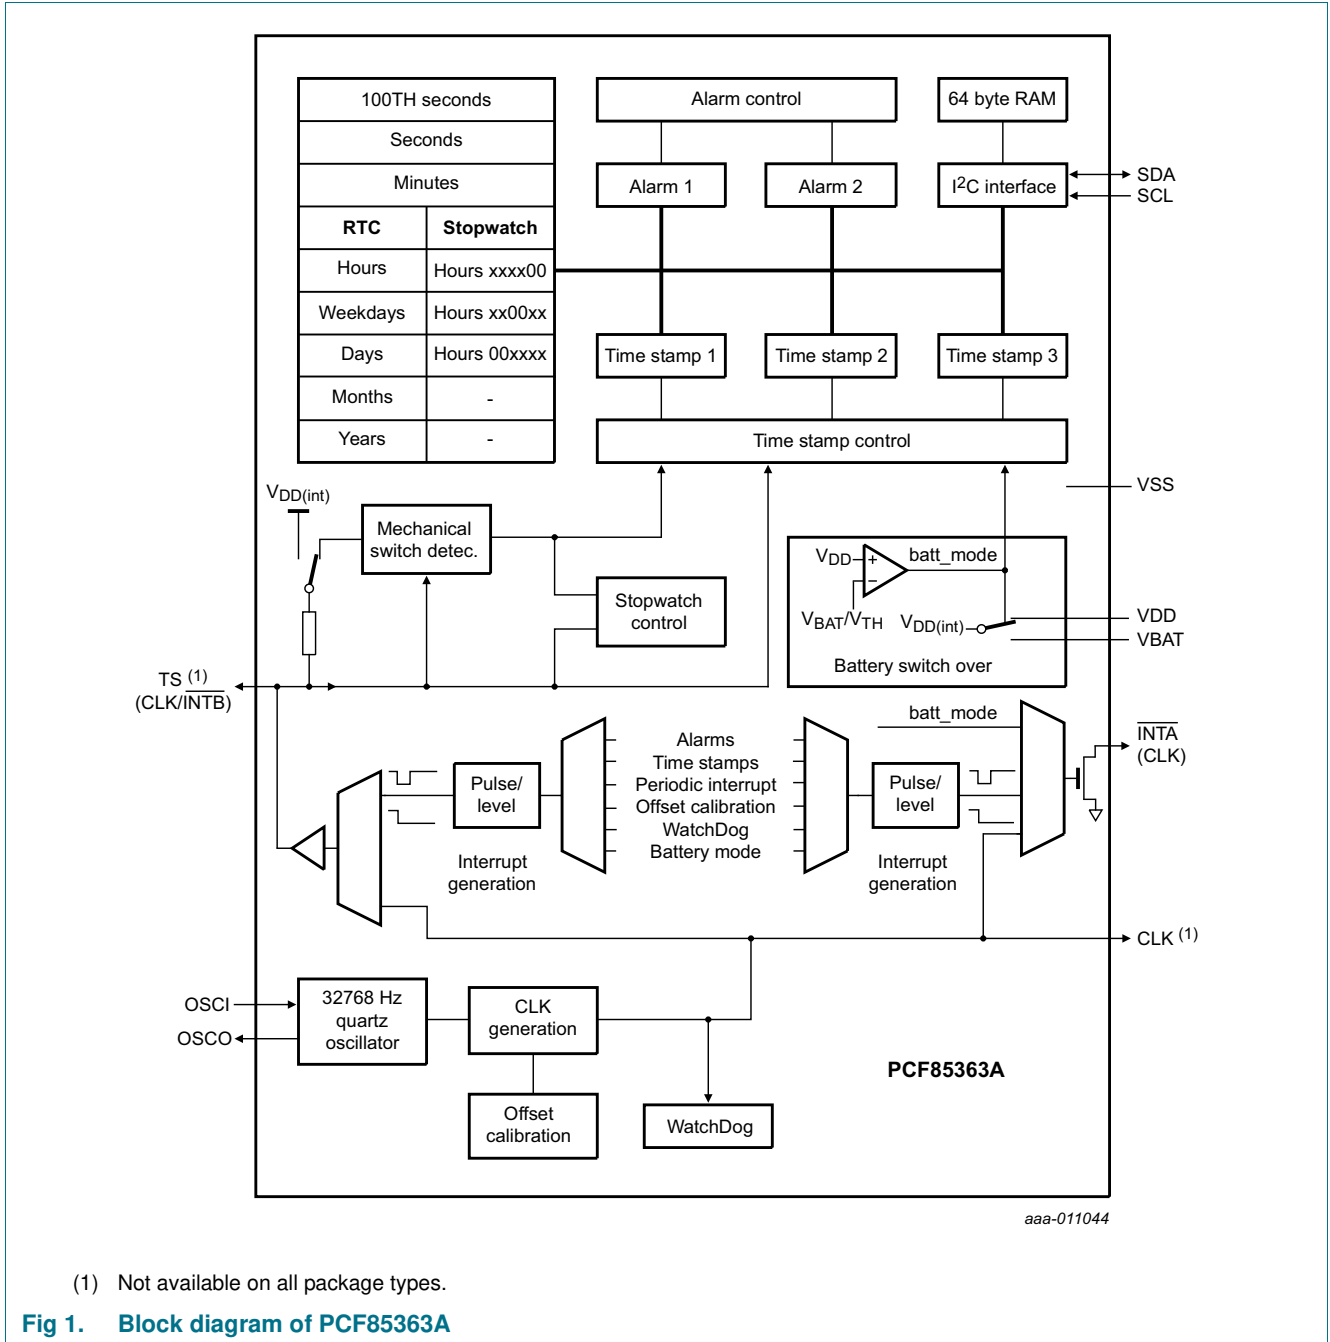 100TH seconds
Seconds
Minutes
RTC Stopwatch
Hours Hours xxxx00
Weekdays Hours xx00xx
Days Hours 00xxxx
Months -
Years -
Alarm control
64 byte RAM
Alarm 1
Alarm 2
I2C interface
SDA
SCL
Time stamp 1
Time stamp 2
Time stamp 3
Time stamp control
VSS
VDD(int)
Mechanical
switch detec.
Stopwatch
control
VDD
+
−
batt_mode
VBAT/VTH
VDD(int)
Battery switch over
VDD
VBAT
TS (1)
(CLK/INTB)
batt_mode
INTA
(CLK)
Alarms
Time stamps
Periodic interrupt
Offset calibration
WatchDog
Battery mode
Pulse/
level
Interrupt
generation
Pulse/
level
Interrupt
generation
CLK (1)
OSCI
OSCO
32768 Hz
quartz
oscillator
CLK
generation
Offset
calibration
WatchDog
PCF85363A
aaa-011044
(1) Not available on all package types.
Fig 1. Block diagram of PCF85363A